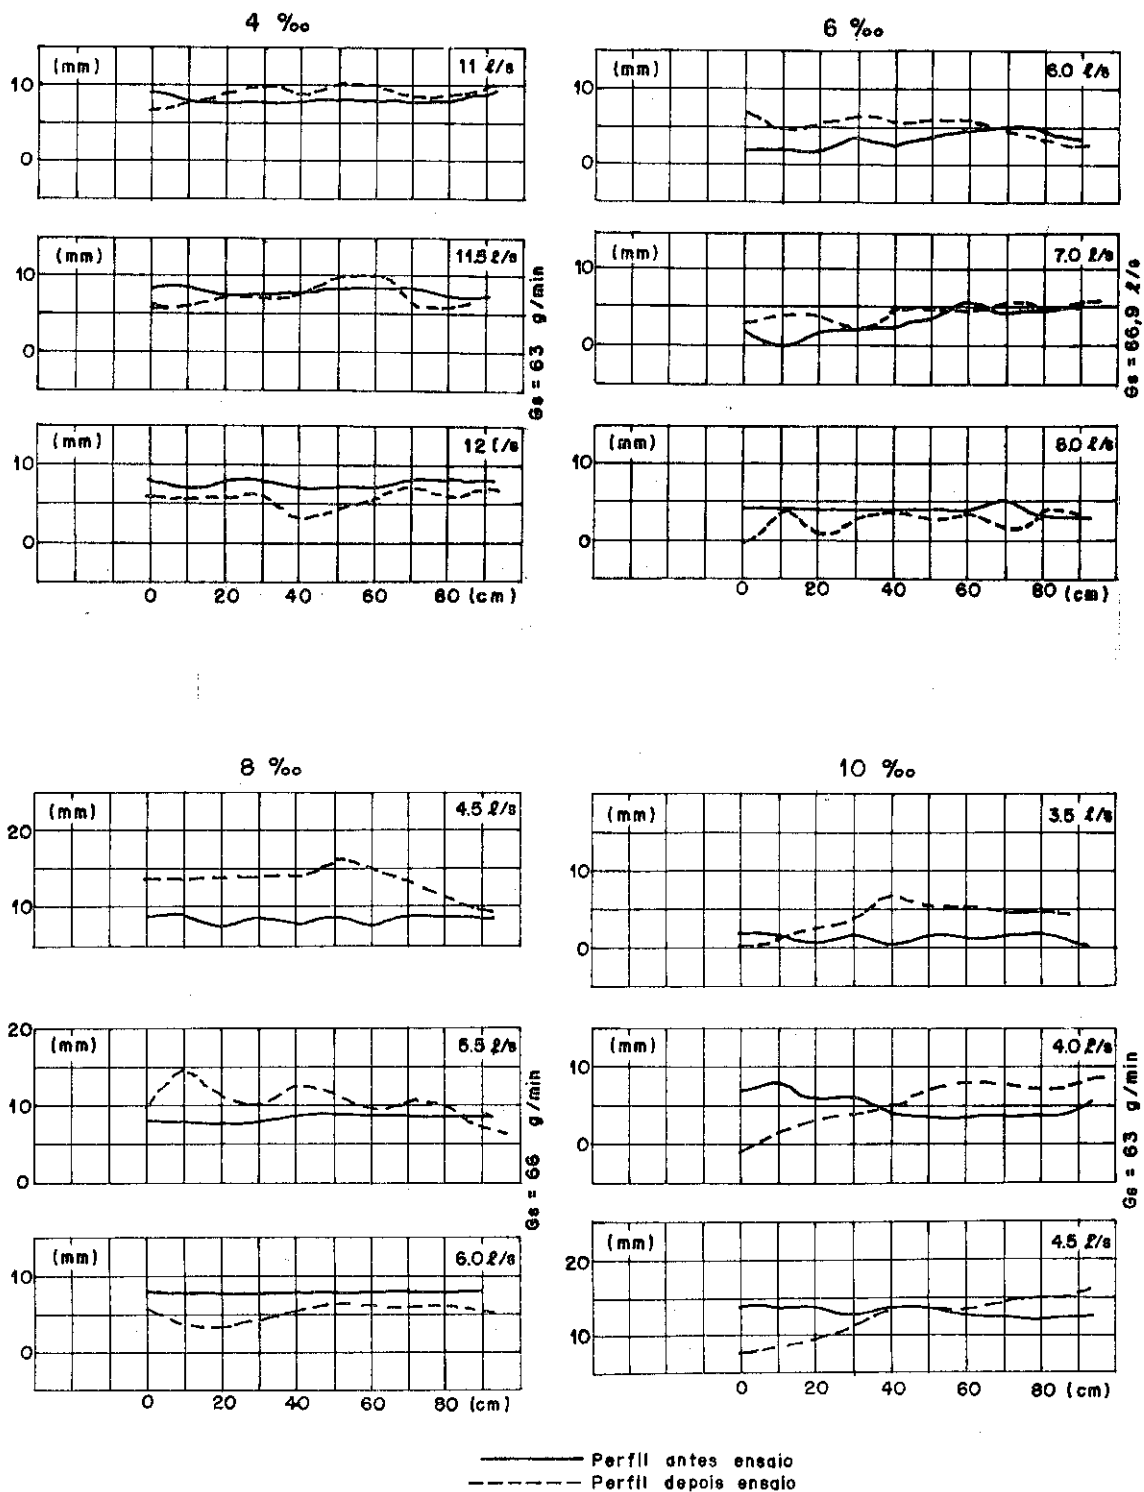 4 ‰
(mm)
11 ℓ/s
10
0
(mm)
11.5 ℓ/s
10
0
(mm)
12 ℓ/s
10
0
0 20 40 60 80 (cm)
Gs = 63 g/min
6 ‰
(mm)
6.0 ℓ/s
10
0
(mm)
7.0 ℓ/s
10
0
(mm)
8.0 ℓ/s
10
0
0 20 40 60 80 (cm)
Gs = 66,9 ℓ/s
8 ‰
(mm)
4.5 ℓ/s
20
10
(mm)
5.5 ℓ/s
20
10
0
(mm)
6.0 ℓ/s
10
0
0 20 40 60 80 (cm)
Gs = 66 g/min
10 ‰
(mm)
3.5 ℓ/s
10
0
(mm)
4.0 ℓ/s
10
0
(mm)
4.5 ℓ/s
20
10
0 20 40 60 80 (cm)
Gs = 63 g/min
Perfil antes ensaio
Perfil depois ensaio